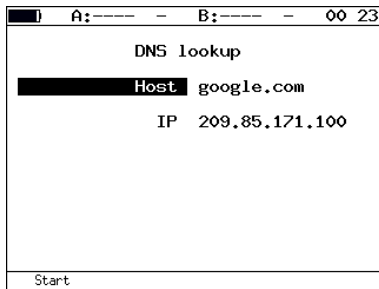 A:---- – B:---- – 00 23
DNS lookup
Host google.com
IP 209.85.171.100
Start